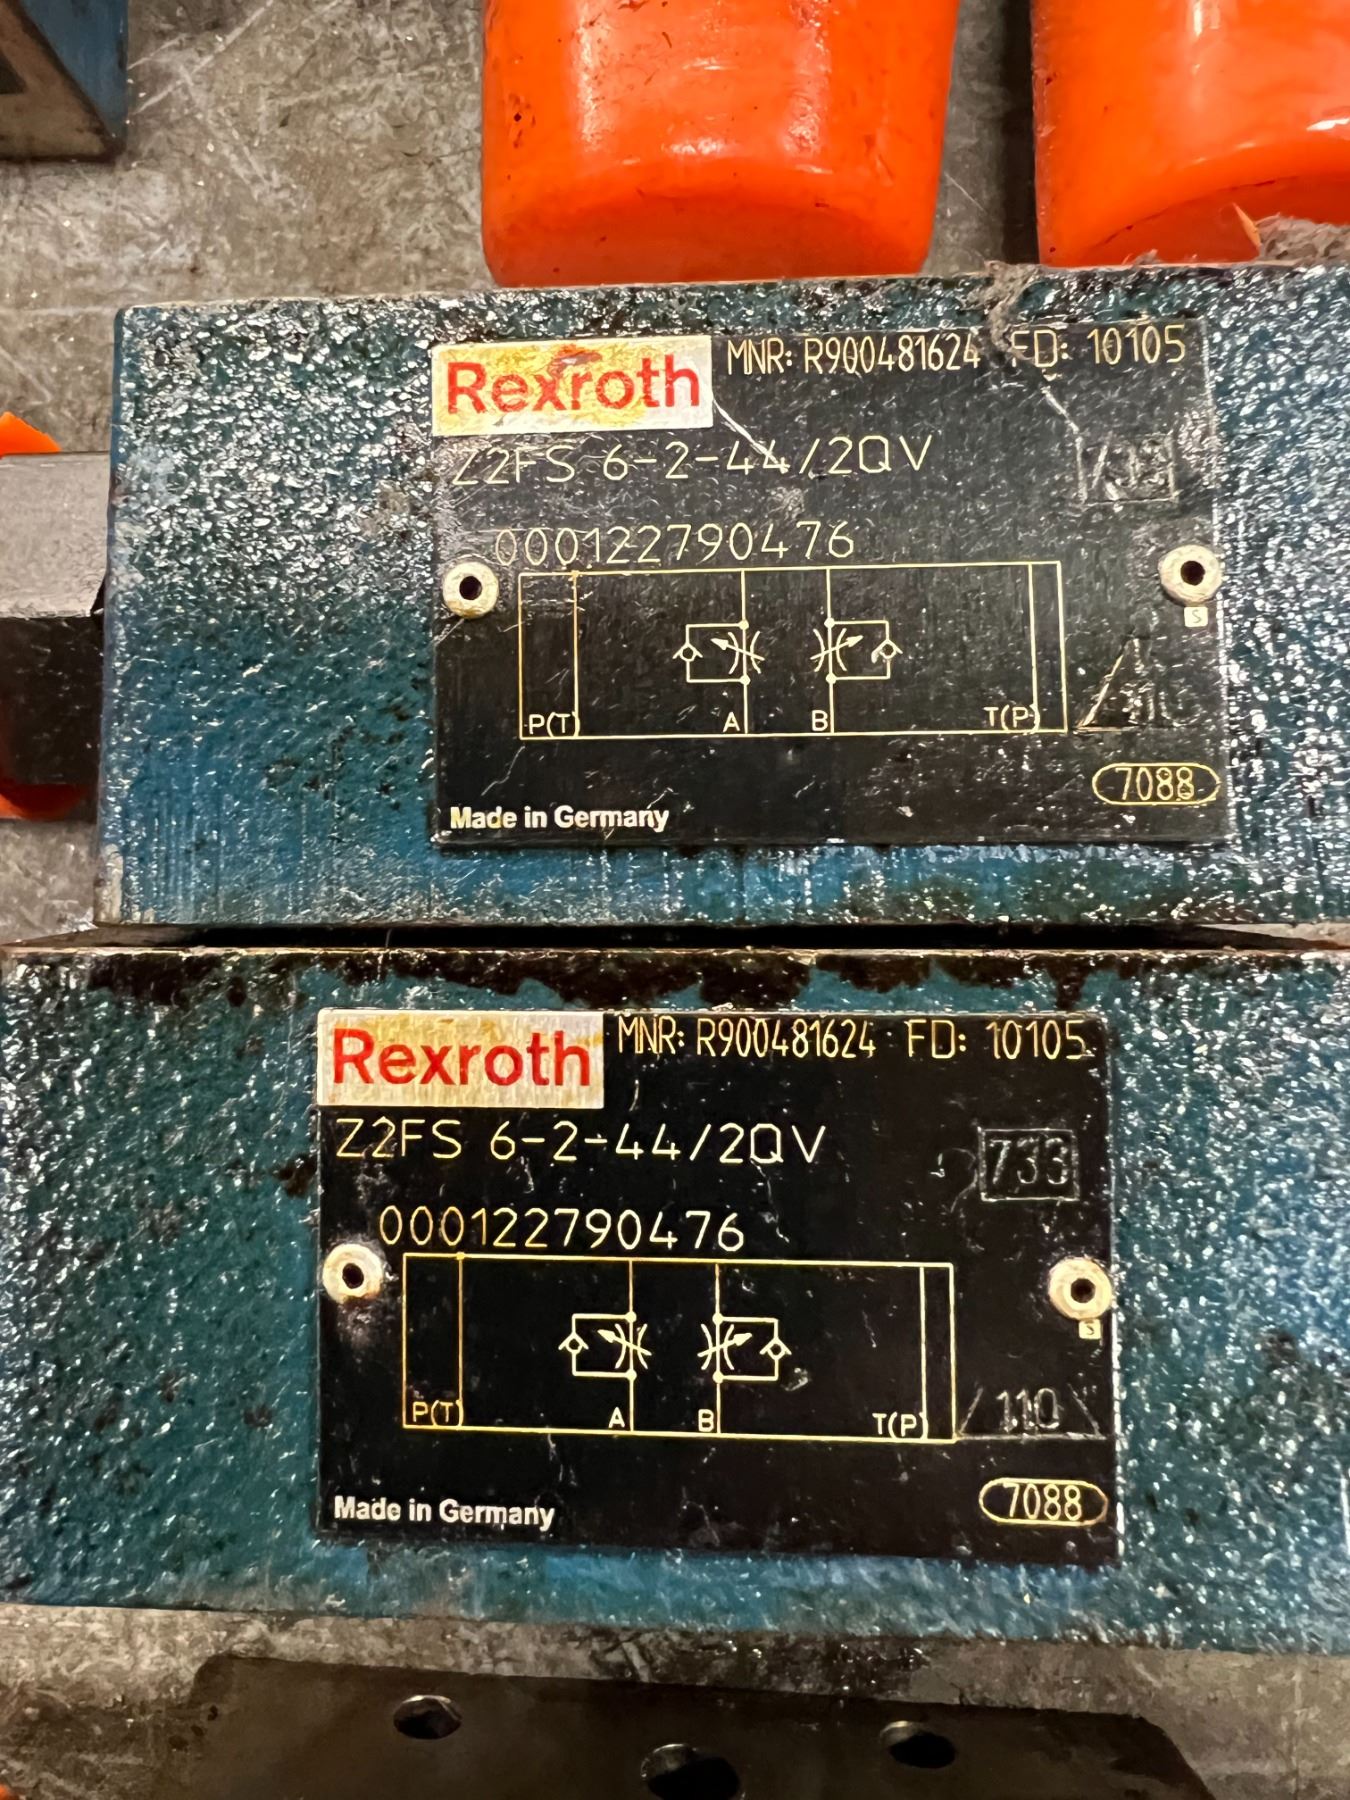 Rexroth MNR: R900481624 FD: 10105
Z2FS 6-2-44/2QV
000122790476
S
P(T) A B T(P)
7088
Made in Germany
Rexroth MNR: R900481624 FD: 10105
Z2FS 6-2-44/2QV
733
000122790476
S
P(T) A B T(P) 110
7088
Made in Germany